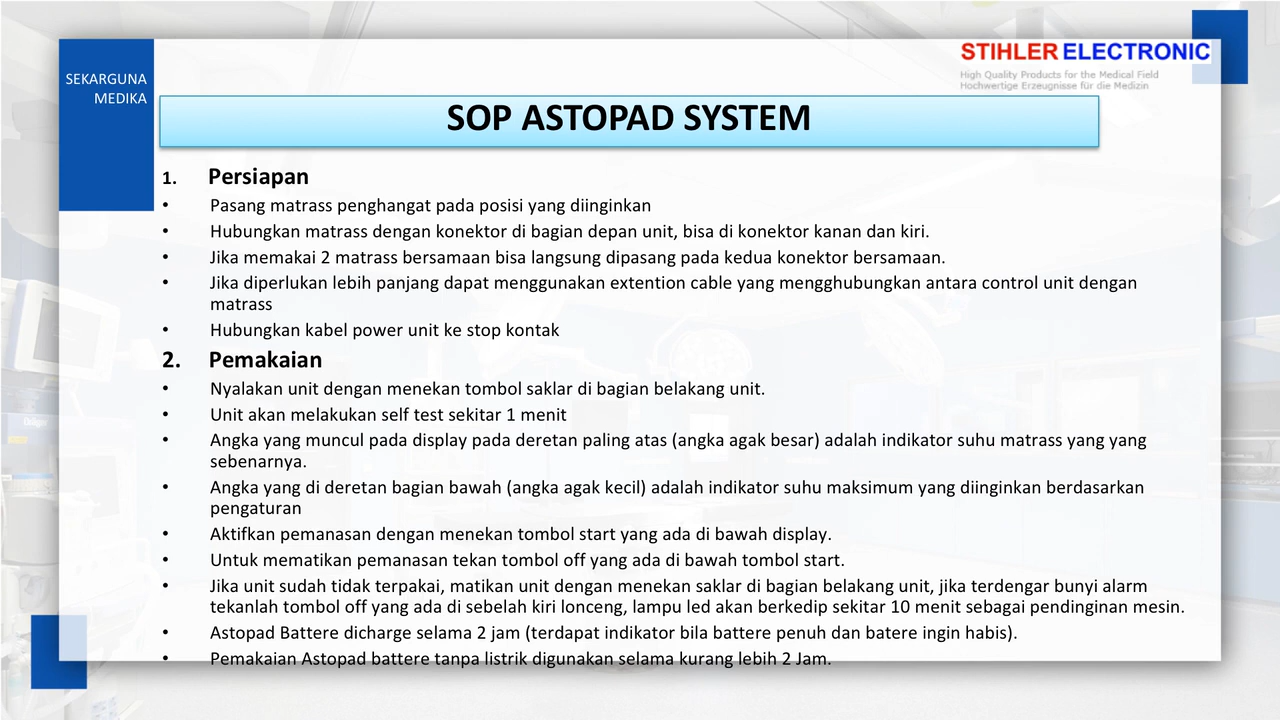 SEKARGUNA
MEDIKA
STIHLER ELECTRONIC
High Quality Products for the Medical Field
Hochwertige Erzeugnisse für die Medizin
SOP ASTOPAD SYSTEM
1. Persiapan
• Pasang matrass penghangat pada posisi yang diinginkan
• Hubungkan matrass dengan konektor di bagian depan unit, bisa di konektor kanan dan kiri.
• Jika memakai 2 matrass bersamaan bisa langsung dipasang pada kedua konektor bersamaan.
• Jika diperlukan lebih panjang dapat menggunakan extention cable yang mengghubungkan antara control unit dengan
matrass
• Hubungkan kabel power unit ke stop kontak
2. Pemakaian
• Nyalakan unit dengan menekan tombol saklar di bagian belakang unit.
• Unit akan melakukan self test sekitar 1 menit
• Angka yang muncul pada display pada deretan paling atas (angka agak besar) adalah indikator suhu matrass yang yang
sebenarnya.
• Angka yang di deretan bagian bawah (angka agak kecil) adalah indikator suhu maksimum yang diinginkan berdasarkan
pengaturan
• Aktifkan pemanasan dengan menekan tombol start yang ada di bawah display.
• Untuk mematikan pemanasan tekan tombol off yang ada di bawah tombol start.
• Jika unit sudah tidak terpakai, matikan unit dengan menekan saklar di bagian belakang unit, jika terdengar bunyi alarm
tekanlah tombol off yang ada di sebelah kiri lonceng, lampu led akan berkedip sekitar 10 menit sebagai pendinginan mesin.
• Astopad Battere dicharge selama 2 jam (terdapat indikator bila battere penuh dan batere ingin habis).
• Pemakaian Astopad battere tanpa listrik digunakan selama kurang lebih 2 Jam.